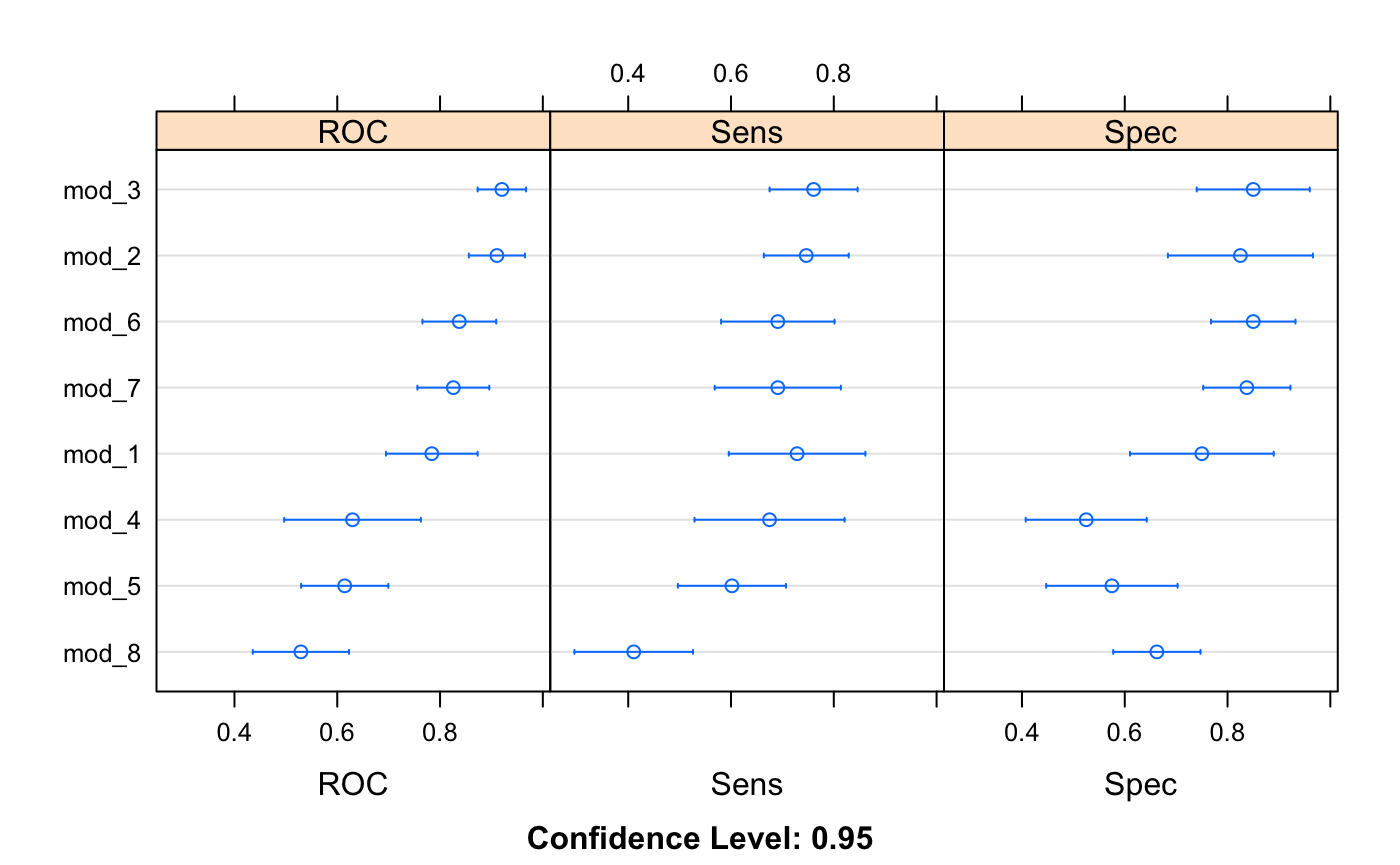 0.4 0.6 0.8
ROC Sens Spec
mod_3
mod_2
mod_6
mod_7
mod_1
mod_4
mod_5
mod_8
0.4 0.6 0.8 0.4 0.6 0.8
ROC Sens Spec
Confidence Level: 0.95